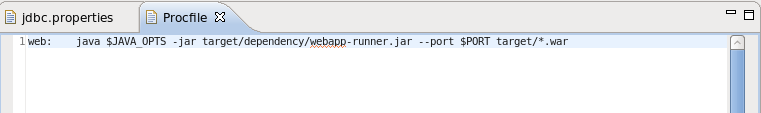 jdbc.properties
Procfile
1 web:    java $JAVA_OPTS -jar target/dependency/webapp-runner.jar --port $PORT target/*.war